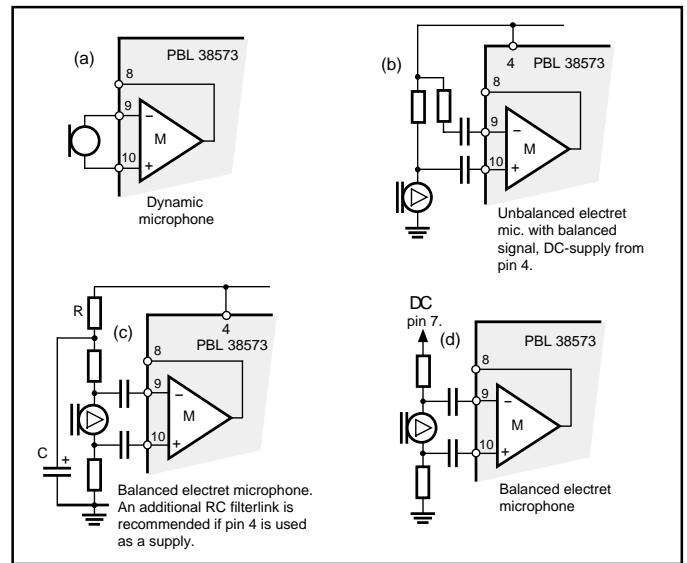 (a)
PBL 38573
8
9
−
M
10
+
Dynamic
microphone
(b)
4
PBL 38573
8
9
−
M
10
+
Unbalanced electret
mic. with balanced
signal, DC-supply from
pin 4.
R
(c)
4
PBL 38573
8
9
−
M
10
+
C
+
Balanced electret microphone.
An additional RC filterlink is
recommended if pin 4 is used
as a supply.
DC
pin 7.
(d)
PBL 38573
8
9
−
M
10
+
Balanced electret
microphone